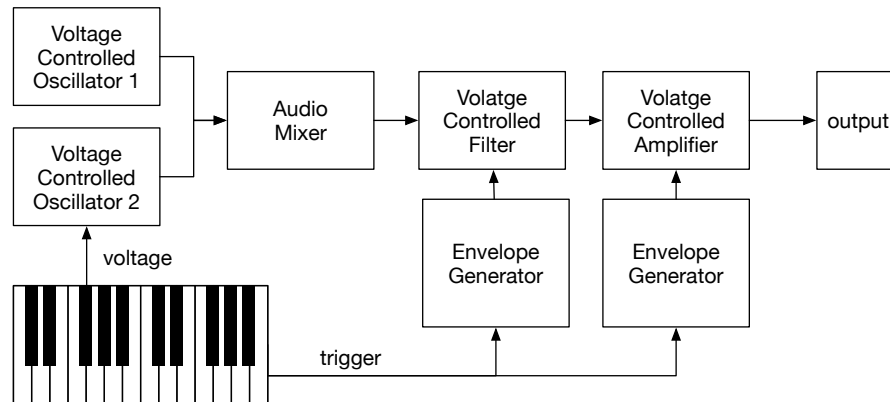 Voltage
Controlled
Oscillator 1
Audio
Mixer
Volatge
Controlled
Filter
Volatge
Controlled
Amplifier
output
Voltage
Controlled
Oscillator 2
voltage
Envelope
Generator
Envelope
Generator
trigger